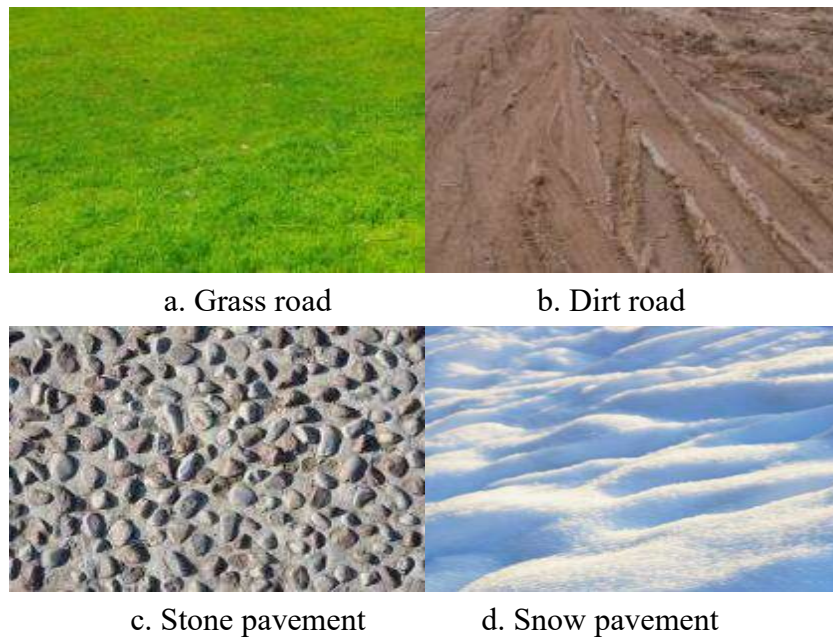 a. Grass road
b. Dirt road
c. Stone pavement
d. Snow pavement